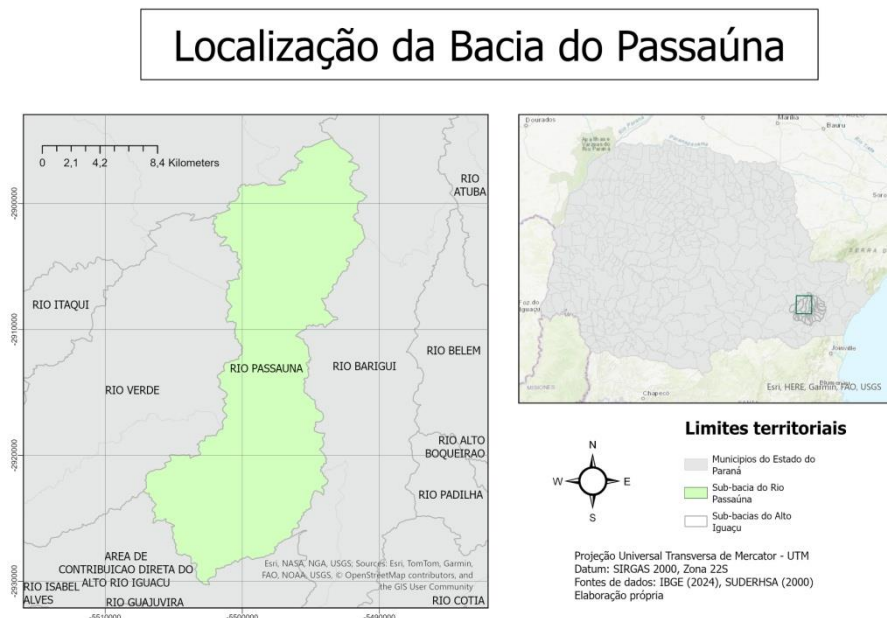 Localização da Bacia do Passaúna
0 2,1 4,2 8,4 Kilometers
RIO
ATUBA
-2900000
RIO ITAQUI
-2910000
RIO PASSAUNA
RIO BARIGUI
RIO BELEM
RIO VERDE
RIO ALTO
BOQUEIRAO
-2920000
RIO PADILHA
AREA DE
CONTRIBUICAO DIRETA DO
ALTO RIO IGUACU
Esri, NASA, NGA, USGS; Sources: Esri, TomTom, Garmin,
FAO, NOAA, USGS, © OpenStreetMap contributors, and
the GIS User Community
-2930000
RIO ISABEL
ALVES
RIO GUAJUVIRA
RIO COTIA
-5510000
-5500000
-5490000
Dourados
Marília
Bauru
Rio Paraná
Foz do
Iguaçu
Joinville
Blumenau
MISIONES
Chapecó
Esri, HERE, Garmin, FAO, USGS
N
W E
S
Limites territoriais
Municipios do Estado do
Paraná
Sub-bacia do Rio
Passaúna
Sub-bacias do Alto
Iguaçu
Projeção Universal Transversa de Mercator - UTM
Datum: SIRGAS 2000, Zona 22S
Fontes de dados: IBGE (2024), SUDERHSA (2000)
Elaboração própria